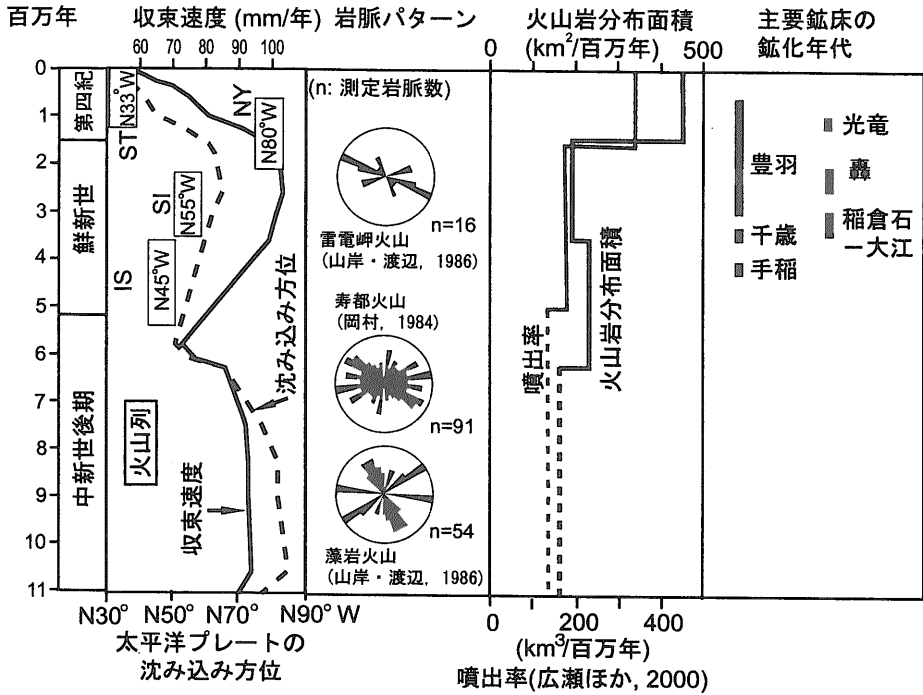 百万年
収束速度 (mm/年)
60 70 80 90 100
岩脈パターン
火山岩分布面積
(km²/百万年)
0 500
主要鉱床の
鉱化年代
0
1
2
3
4
5
6
7
8
9
10
11
第四紀
鮮新世
中新世後期
N33°W
ST
NY
N80°W
SI
N55°W
IS
N45°W
沈み込み方位
火山列
収束速度
(n: 測定岩脈数)
n=16
雷電岬火山
(山岸・渡辺, 1986)
寿都火山
(岡村, 1984)
n=91
n=54
藻岩火山
(山岸・渡辺, 1986)
噴出率
火山岩分布面積
豊羽
千歳
手稲
光竜
轟
稲倉石
ー大江
N30° N50° N70° N90° W
太平洋プレートの
沈み込み方位
0 200 400
(km³/百万年)
噴出率(広瀬ほか, 2000)